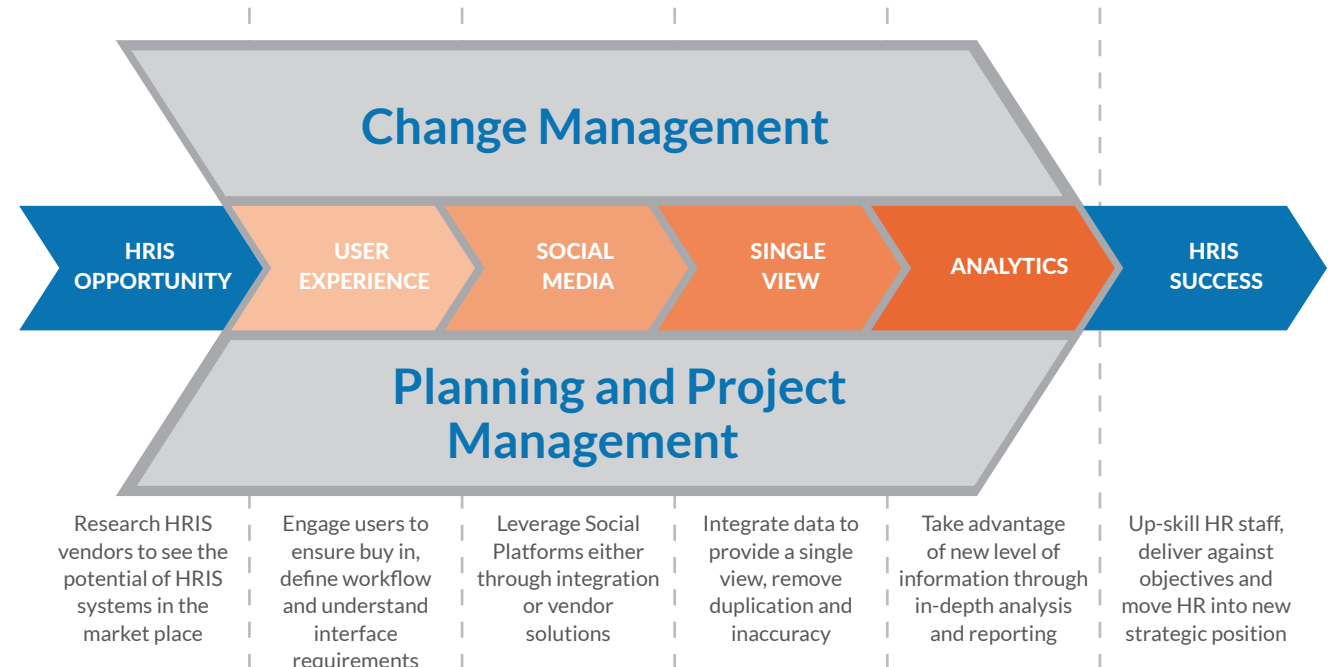 Change Management
HRIS
OPPORTUNITY
USER
EXPERIENCE
SOCIAL
MEDIA
SINGLE
VIEW
ANALYTICS
HRIS
SUCCESS
Planning and Project
Management
Research HRIS
vendors to see the
potential of HRIS
systems in the
market place
Engage users to
ensure buy in,
define workflow
and understand
interface
requirements
Leverage Social
Platforms either
through integration
or vendor
solutions
Integrate data to
provide a single
view, remove
duplication and
inaccuracy
Take advantage
of new level of
information through
in-depth analysis
and reporting
Up-skill HR staff,
deliver against
objectives and
move HR into new
strategic position